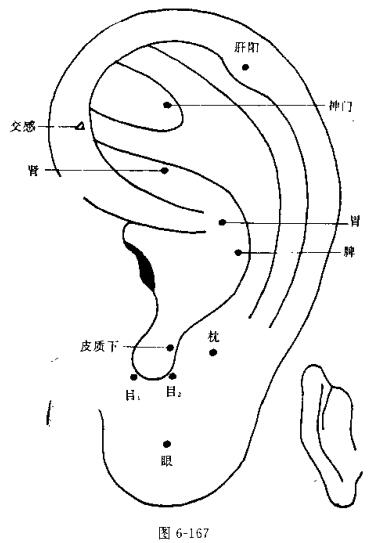 肝阳
神门
交感
肾
胃
脾
皮质下
枕
目₁
目₂
眼
图 6-167